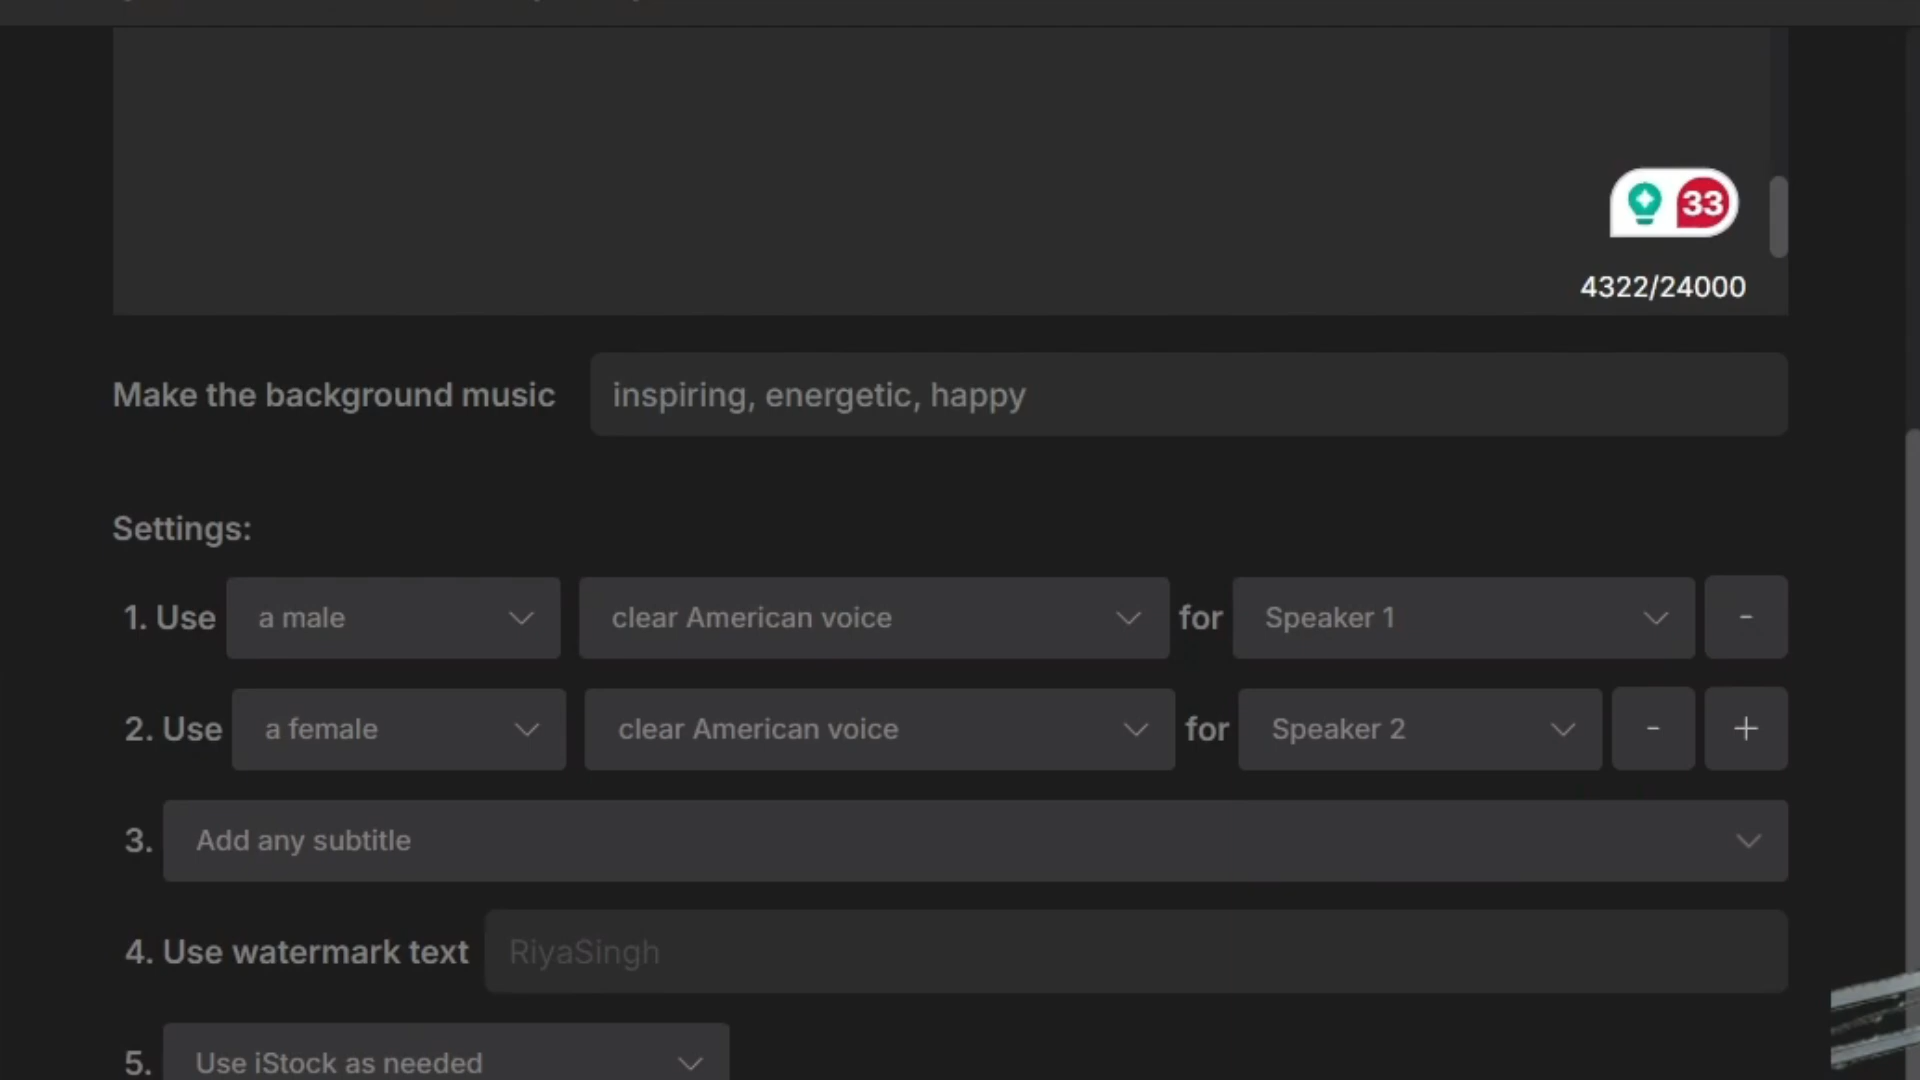 33
4322/24000
Make the background music inspiring, energetic, happy
Settings:
1. Use a male clear American voice for Speaker 1 -
2. Use a female clear American voice for Speaker 2 - +
3. Add any subtitle
4. Use watermark text RiyaSingh
5. Use iStock as needed